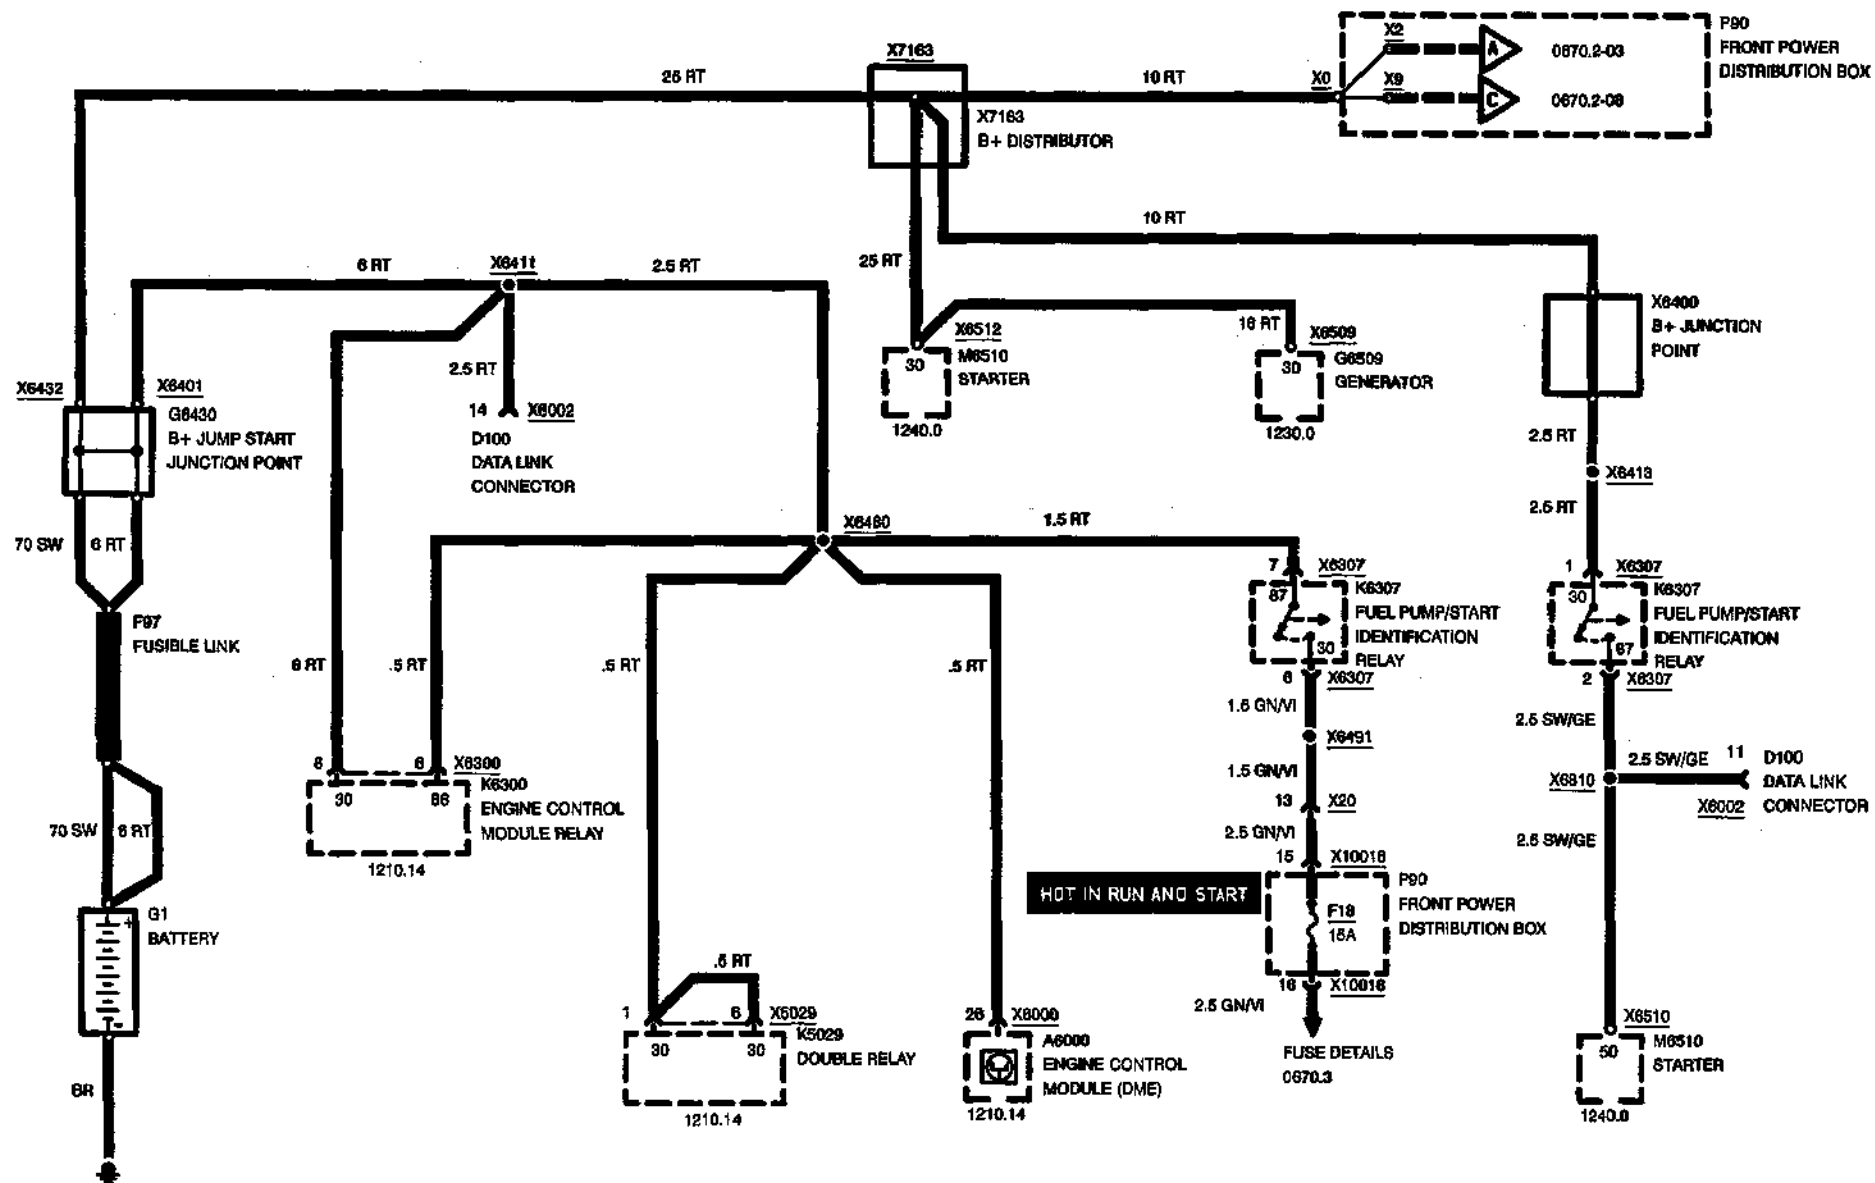 X2
A
0670.2-03
P90
FRONT POWER
DISTRIBUTION BOX
X7163
25 RT
10 RT
X0
X9
C
0670.2-08
X7163
B+ DISTRIBUTOR
10 RT
6 RT
X6411
2.5 RT
25 RT
X6400
B+ JUNCTION
POINT
X6512
16 RT
X6509
M6510
STARTER
30
1240.0
G6509
GENERATOR
30
1230.0
2.5 RT
14
X6002
D100
DATA LINK
CONNECTOR
X6432
X6401
G6430
B+ JUMP START
JUNCTION POINT
70 SW
6 RT
2.5 RT
X6413
2.5 RT
X6480
1.5 RT
7
X6307
87
K6307
FUEL PUMP/START
IDENTIFICATION
RELAY
30
6
X6307
1
X6307
30
K6307
FUEL PUMP/START
IDENTIFICATION
RELAY
87
2
X6307
F97
FUSIBLE LINK
6 RT
.5 RT
.5 RT
.5 RT
1.5 GN/VI
X6491
1.5 GN/VI
13
X20
2.5 GN/VI
15
X10018
2.5 SW/GE
2.5 SW/GE
11
D100
DATA LINK
CONNECTOR
X6810
X6002
2.5 SW/GE
8
6
X6300
K6300
ENGINE CONTROL
MODULE RELAY
30
86
1210.14
70 SW
6 RT
G1
BATTERY
+
-
BR
HOT IN RUN AND START
P90
FRONT POWER
DISTRIBUTION BOX
F18
15A
16
X10016
2.5 GN/VI
FUSE DETAILS
0670.3
.5 RT
1
6
X5029
K5029
DOUBLE RELAY
30
30
1210.14
26
X6000
A6000
ENGINE CONTROL
MODULE (DME)
1210.14
X6510
M6510
STARTER
50
1240.0